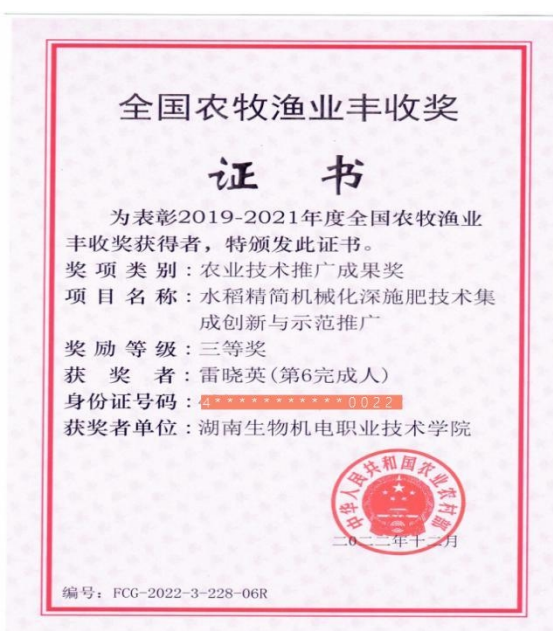 全国农牧渔业丰收奖
证书
为表彰2019-2021年度全国农牧渔业
丰收奖获得者，特颁发此证书。
奖项类别：农业技术推广成果奖
项目名称：水稻精简机械化深施肥技术集
成创新与示范推广
奖励等级：三等奖
获奖者：雷晓英(第6完成人)
身份证号码：4***********0022
获奖者单位：湖南生物机电职业技术学院
中华人民共和国农业农村部
二〇二二年十二月
编号：FCG-2022-3-228-06R